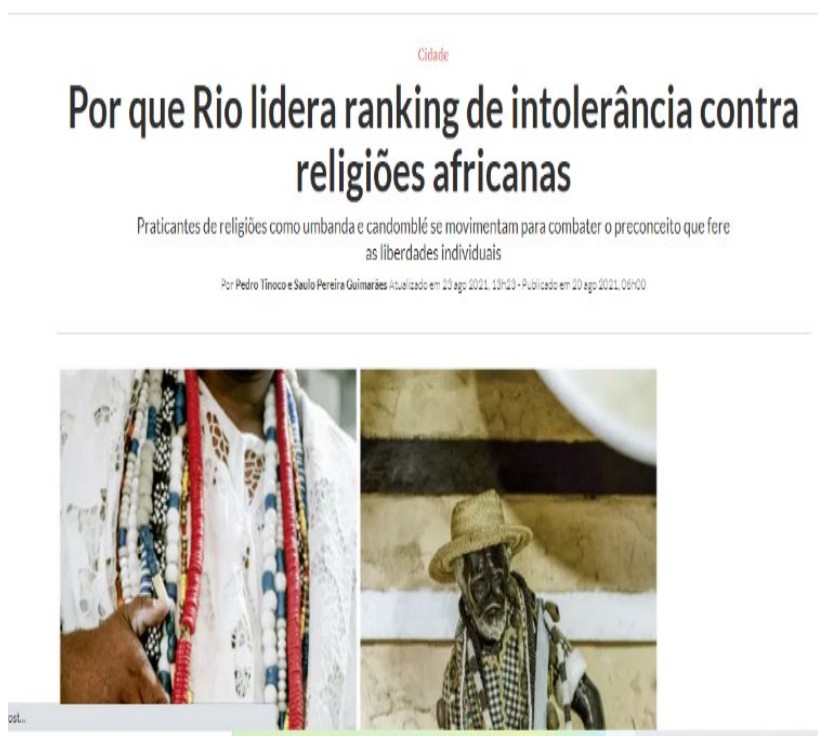 Cidade
Por que Rio lidera ranking de intolerância contra
religiões africanas
Praticantes de religiões como umbanda e candomblé se movimentam para combater o preconceito que fere
as liberdades individuais
Por Pedro Tinoco e Saulo Pereira Guimarães Atualizado em 23 ago 2021, 13h23 - Publicado em 20 ago 2021, 06h00
ost...